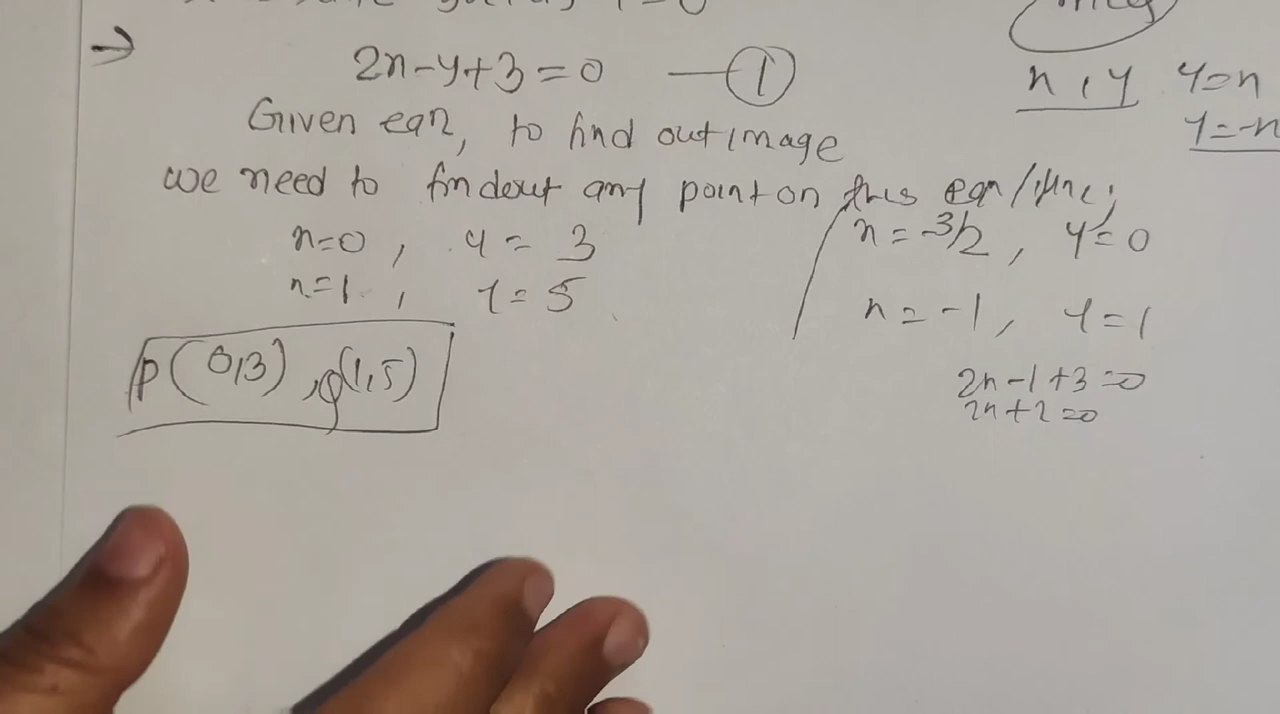 2x-y+3=0 — ①
Given eqn, to find out image
we need to findout any point on this eqn/line;
x=0, y=3
x=1, y=5
P(0,3), Q(1,5)
x=-3/2, y=0
x=-1, y=1
2x-1+3=0
2x+2=0
x, y y=x
y=-x